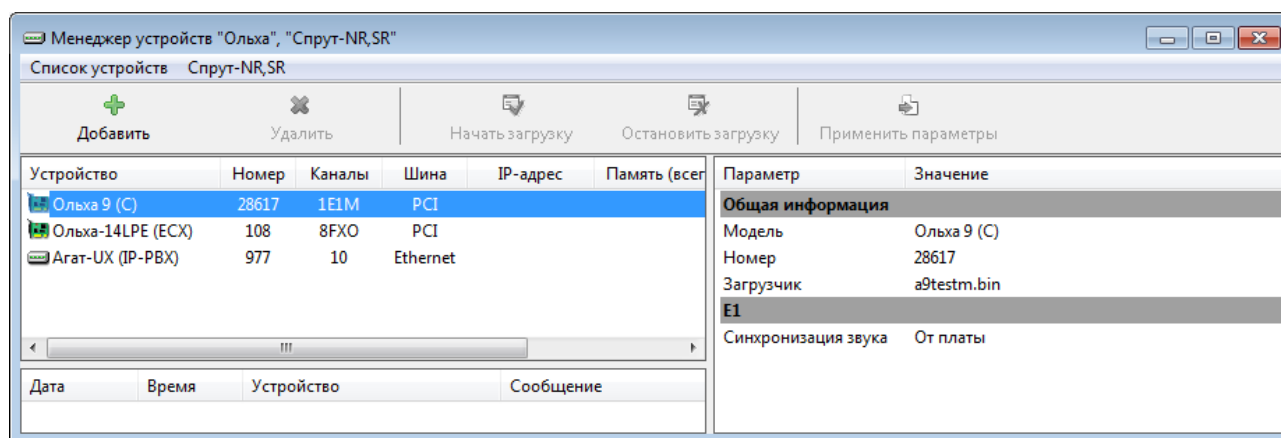 Менеджер устройств "Ольха", "Спрут-NR,SR"
Список устройств Спрут-NR,SR
Добавить Удалить Начать загрузку Остановить загрузку Применить параметры
Устройство Номер Каналы Шина IP-адрес Память (всег
Ольха 9 (C) 28617 1E1M PCI
Ольха-14LPE (ECX) 108 8FXO PCI
Агат-UX (IP-PBX) 977 10 Ethernet
Дата Время Устройство Сообщение
Параметр Значение
Общая информация
Модель Ольха 9 (C)
Номер 28617
Загрузчик a9testm.bin
E1
Синхронизация звука От платы